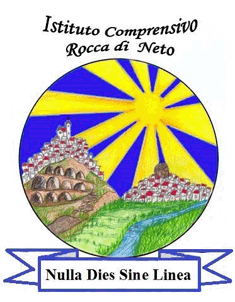 Istituto Comprensivo
Rocca di Neto
Nulla Dies Sine Linea